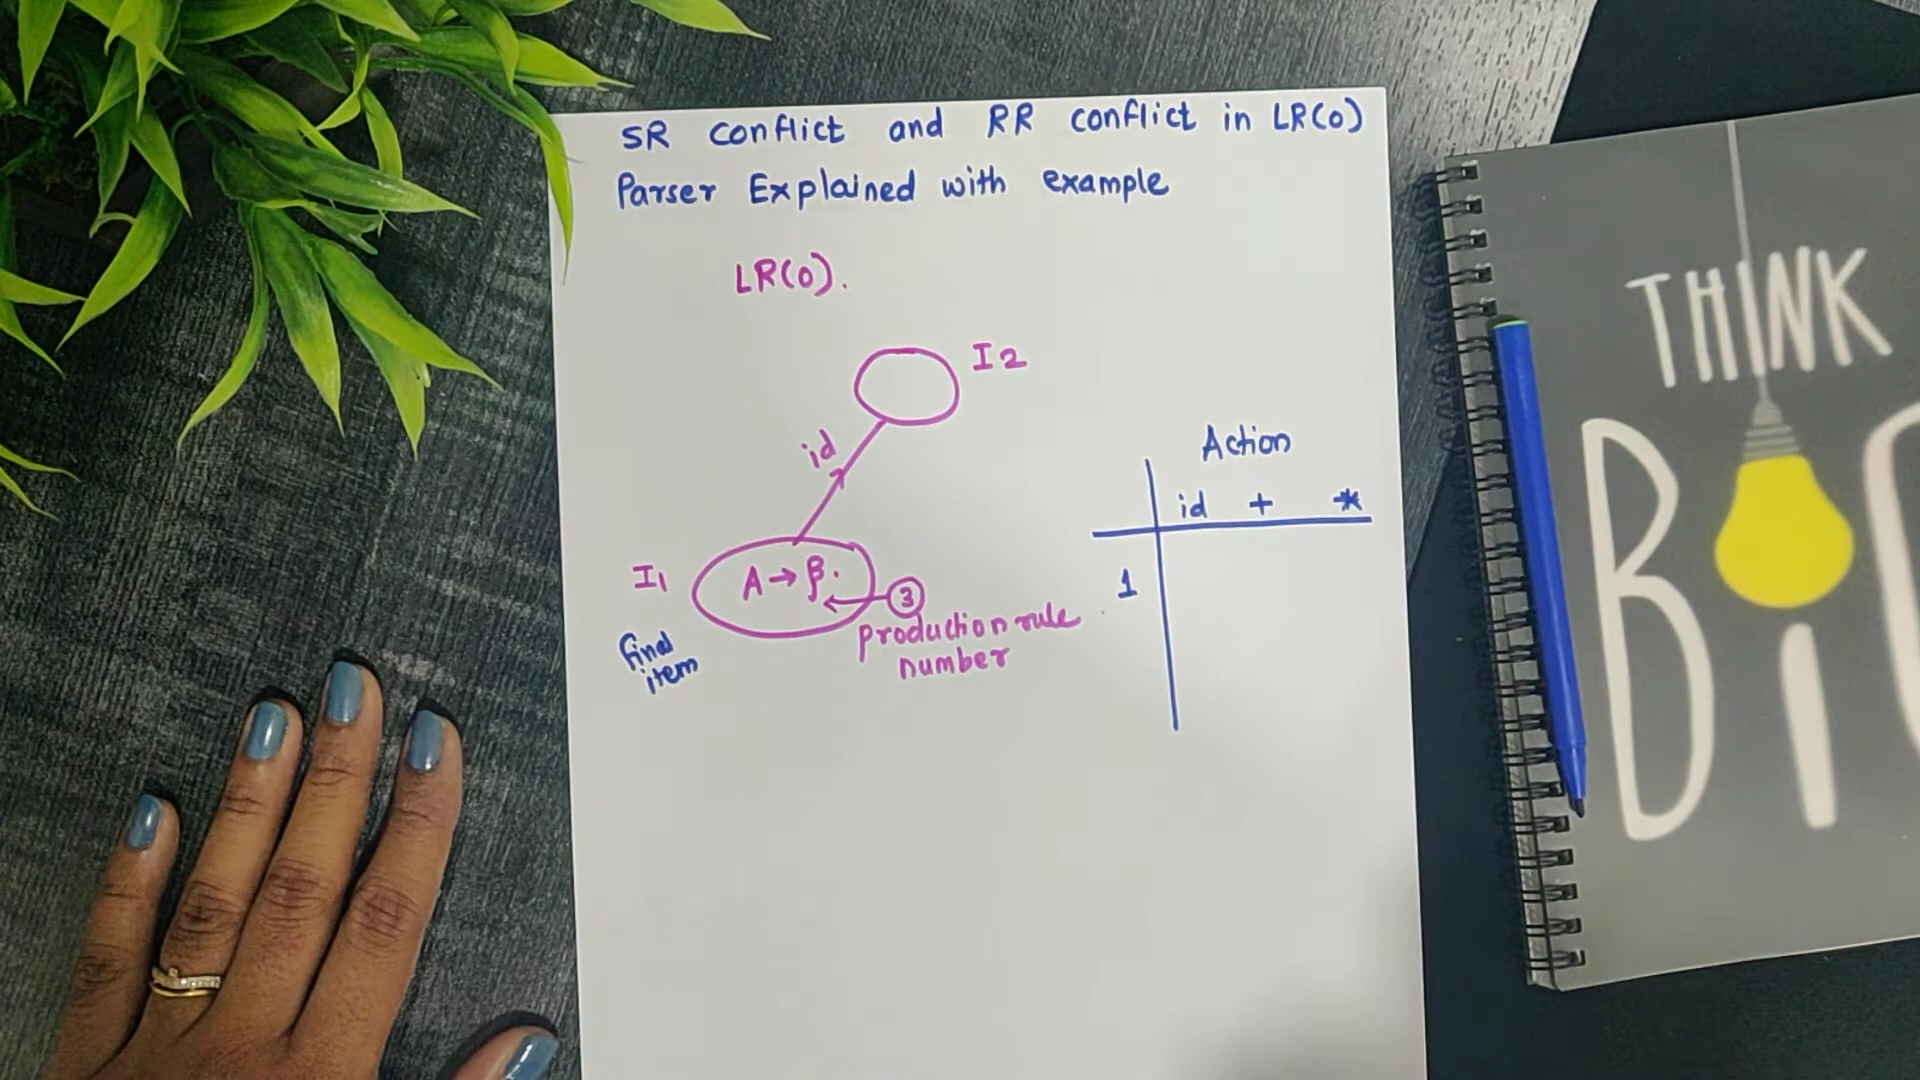 SR conflict and RR conflict in LR(0)
Parser Explained with example
LR(0).
I2
id
Action
id + *
I1 A→β.
3
1
production rule
number
final
item
THINK
BiG